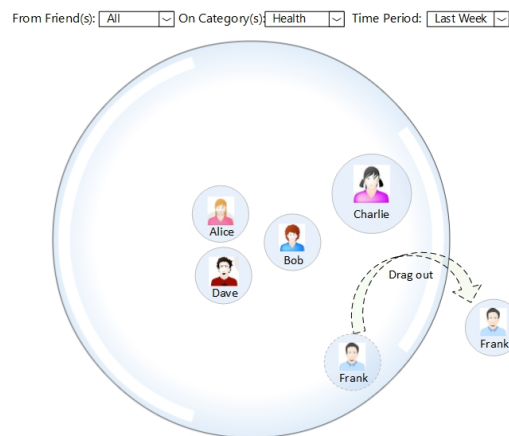 From Friend(s): All On Category(s): Health Time Period: Last Week
Charlie
Alice
Bob
Dave
Drag out
Frank
Frank